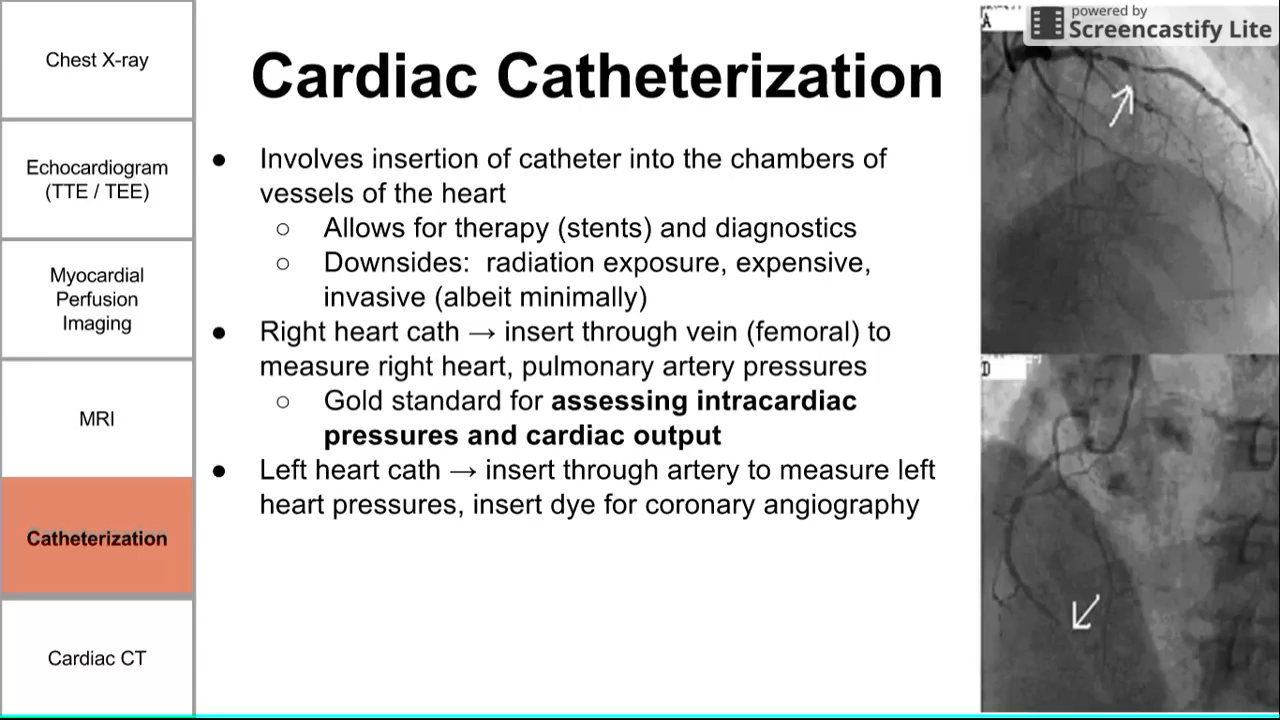 Chest X-ray
Echocardiogram
(TTE / TEE)
Myocardial
Perfusion
Imaging
MRI
Catheterization
Cardiac CT
Cardiac Catheterization
● Involves insertion of catheter into the chambers of
vessels of the heart
○ Allows for therapy (stents) and diagnostics
○ Downsides: radiation exposure, expensive,
invasive (albeit minimally)
● Right heart cath → insert through vein (femoral) to
measure right heart, pulmonary artery pressures
○ Gold standard for assessing intracardiac
pressures and cardiac output
● Left heart cath → insert through artery to measure left
heart pressures, insert dye for coronary angiography
A
powered by
Screencastify Lite
D